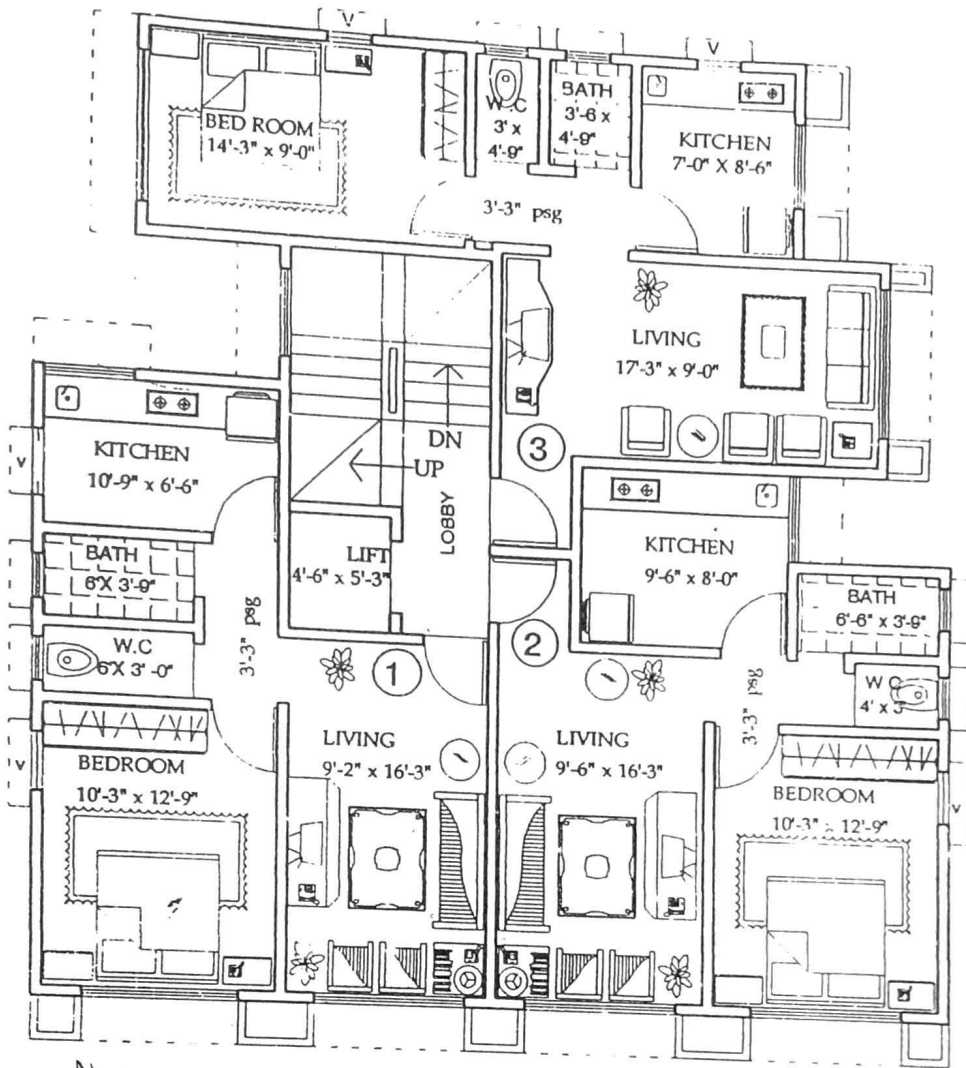 V
V
BED ROOM
14'-3" x 9'-0"
W.C
3' x
4'-9"
BATH
3'-6 x
4'-9"
KITCHEN
7'-0" X 8'-6"
3'-3" psg
LIVING
17'-3" x 9'-0"
3
DN
UP
LOBBY
LIFT
4'-6" x 5'-3"
KITCHEN
10'-9" x 6'-6"
V
BATH
6'X 3'-9"
W.C
6'X 3'-0"
3'-3" psg
1
LIVING
9'-2" x 16'-3"
V
BEDROOM
10'-3" x 12'-9"
KITCHEN
9'-6" x 8'-0"
2
BATH
6'-6" x 3'-9"
W C
4' x 3'
3'-3" psg
LIVING
9'-6" x 16'-3"
BEDROOM
10'-3" x 12'-9"
V
N